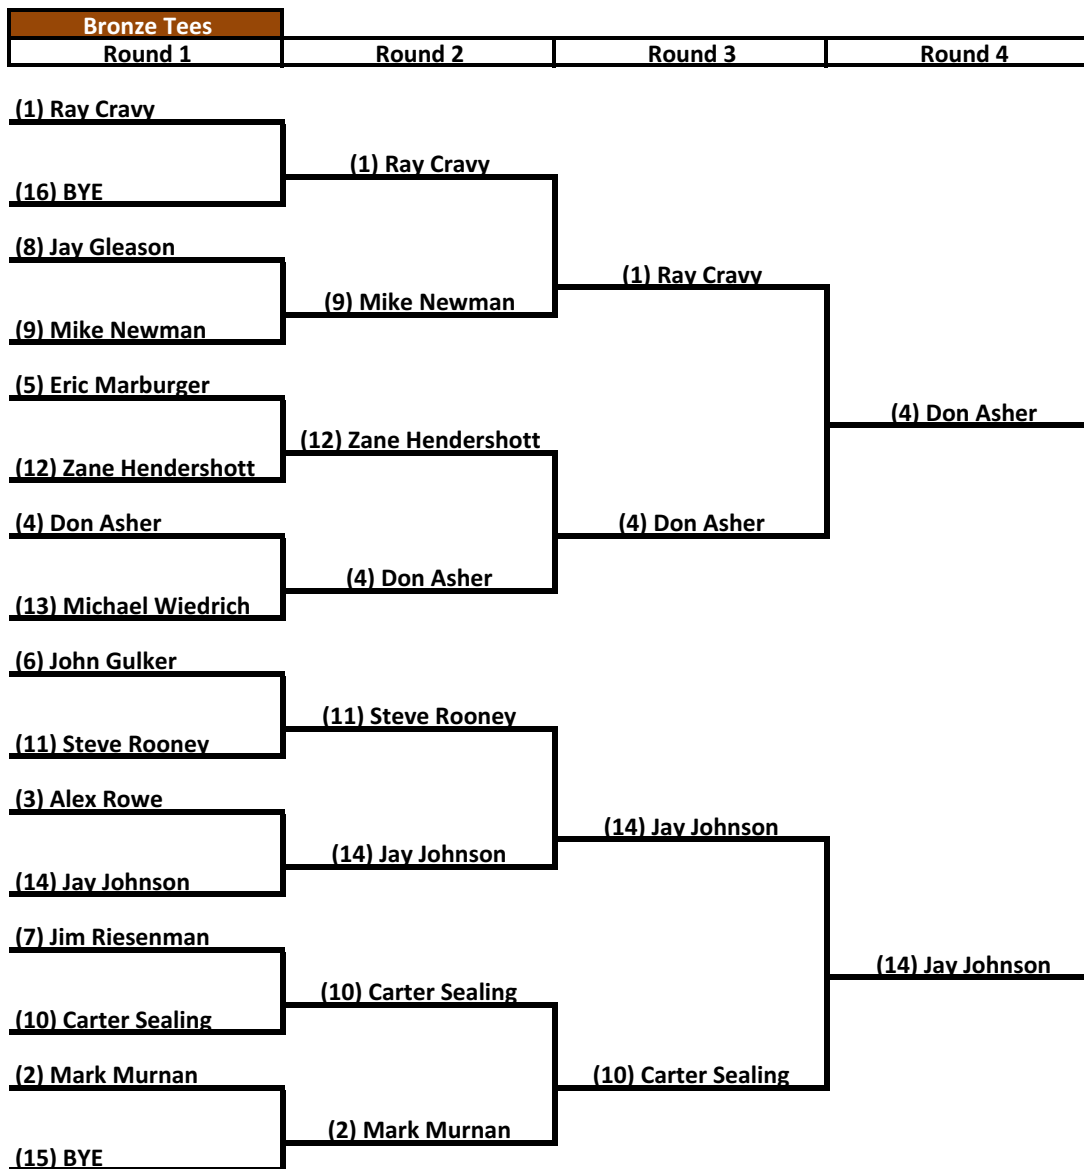 Bronze Tees
Round 1
Round 2
Round 3
Round 4
(1) Ray Cravy
(16) BYE
(8) Jay Gleason
(9) Mike Newman
(5) Eric Marburger
(12) Zane Hendershott
(4) Don Asher
(13) Michael Wiedrich
(6) John Gulker
(11) Steve Rooney
(3) Alex Rowe
(14) Jay Johnson
(7) Jim Riesenman
(10) Carter Sealing
(2) Mark Murnan
(15) BYE
(1) Ray Cravy
(9) Mike Newman
(12) Zane Hendershott
(4) Don Asher
(11) Steve Rooney
(14) Jay Johnson
(10) Carter Sealing
(2) Mark Murnan
(1) Ray Cravy
(4) Don Asher
(14) Jay Johnson
(10) Carter Sealing
(4) Don Asher
(14) Jay Johnson